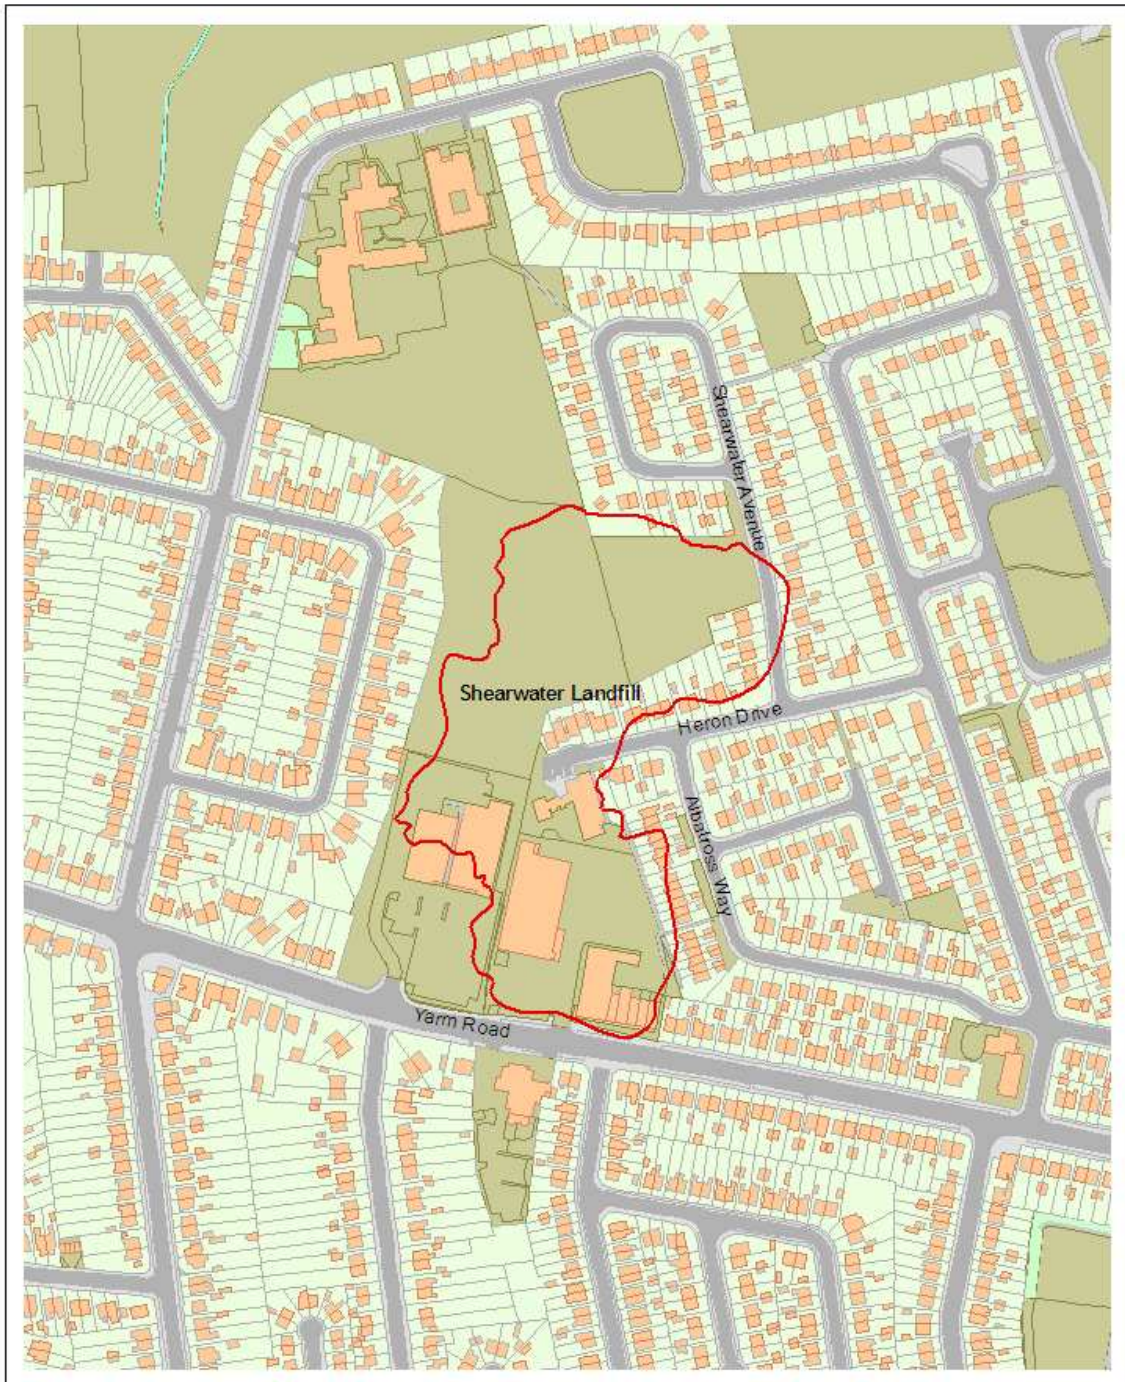 Shearwater Avenue
Shearwater Landfill
Heron Drive
Albatross Way
Yarm Road